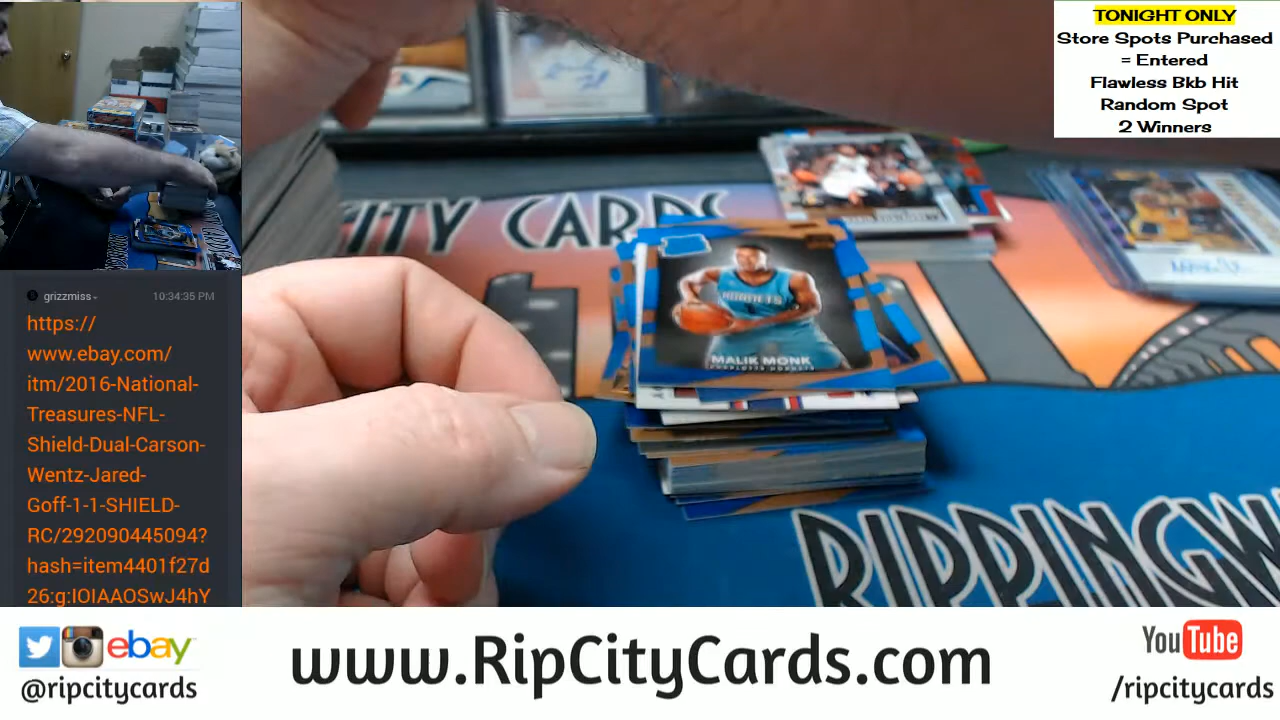 TONIGHT ONLY
Store Spots Purchased
= Entered
Flawless Bkb Hit
Random Spot
2 Winners
CITY CARDS
HORNETS
MALIK MONK
RIPPINGW
grizzmiss
10:34:35 PM
https://
www.ebay.com/
itm/2016-National-
Treasures-NFL-
Shield-Dual-Carson-
Wentz-Jared-
Goff-1-1-SHIELD-
RC/292090445094?
hash=item4401f27d
26:g:IOIAAOSwJ4hY
ebay
@ripcitycards
www.RipCityCards.com
YouTube
/ripcitycards